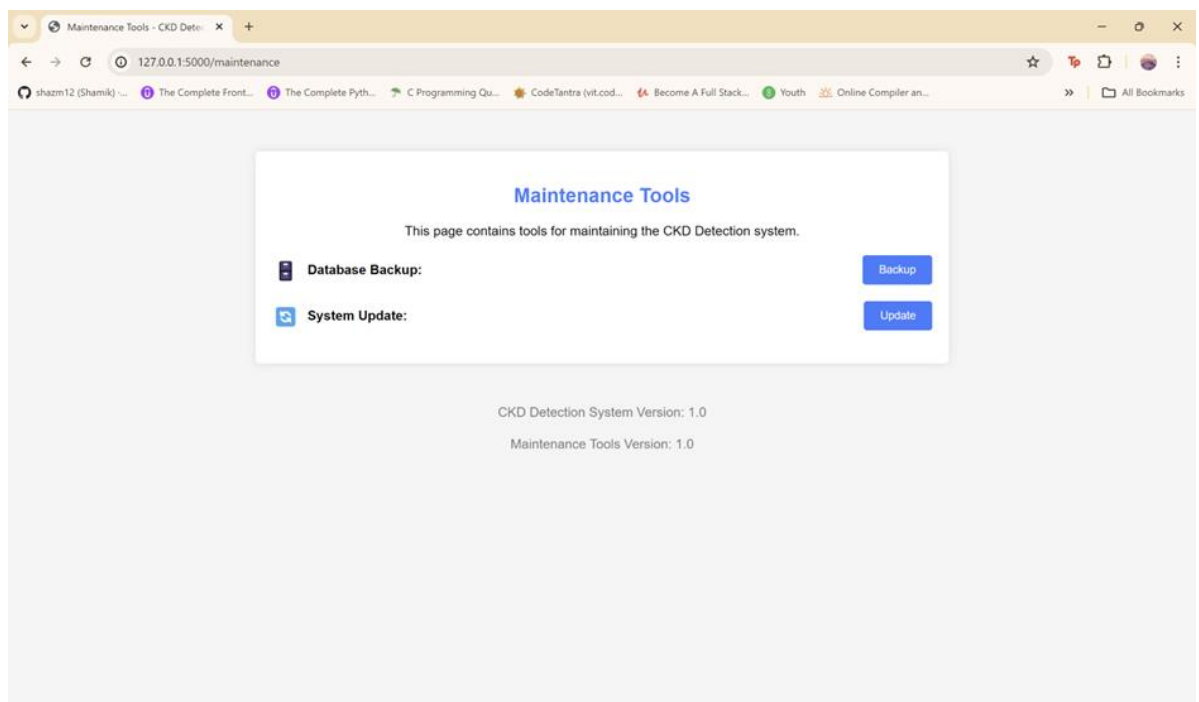 Maintenance Tools - CKD Dete
127.0.0.1:5000/maintenance
shazm12 (Shamik) -... The Complete Front... The Complete Pyth... C Programming Qu... CodeTantra (vit.cod... Become A Full Stack... Youth Online Compiler an... » All Bookmarks
Maintenance Tools
This page contains tools for maintaining the CKD Detection system.
Database Backup: Backup
System Update: Update
CKD Detection System Version: 1.0
Maintenance Tools Version: 1.0